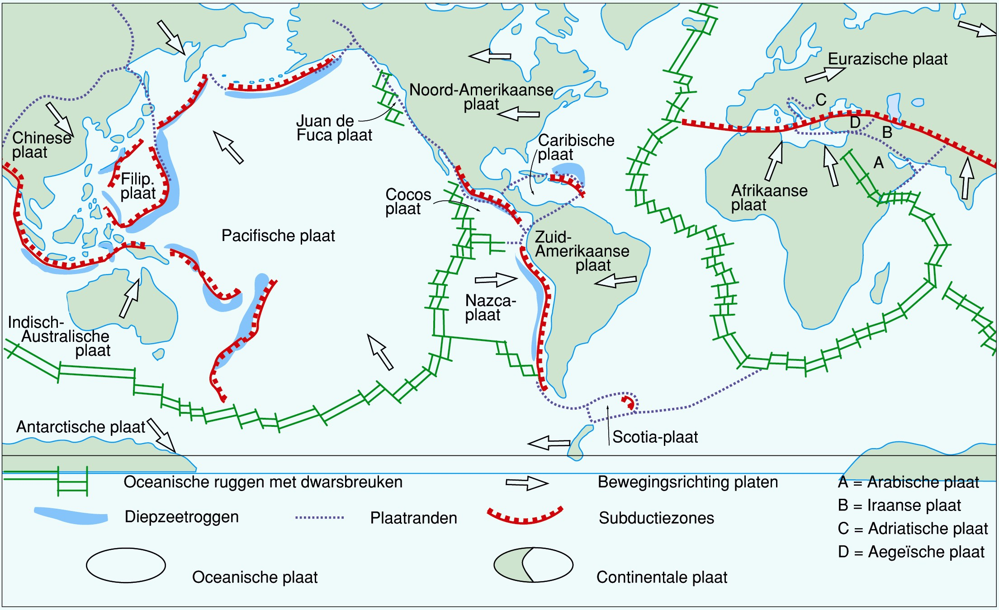 Eurazische plaat
Noord-Amerikaanse
plaat
C
Juan de
Fuca plaat
D
B
Chinese
plaat
Caribische
plaat
A
Filip.
plaat
Cocos
plaat
Afrikaanse
plaat
Pacifische plaat
Zuid-
Amerikaanse
plaat
Nazca-
plaat
Indisch-
Australische
plaat
Antarctische plaat
Scotia-plaat
Oceanische ruggen met dwarsbreuken
Bewegingsrichting platen
A = Arabische plaat
B = Iraanse plaat
Diepzeetroggen
Plaatranden
Subductiezones
C = Adriatische plaat
D = Aegeïsche plaat
Oceanische plaat
Continentale plaat